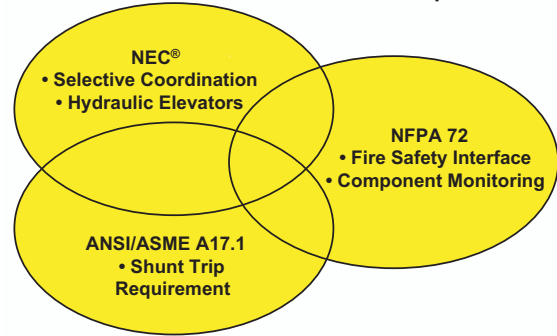 NEC®
• Selective Coordination
• Hydraulic Elevators
NFPA 72
• Fire Safety Interface
• Component Monitoring
ANSI/ASME A17.1
• Shunt Trip
Requirement